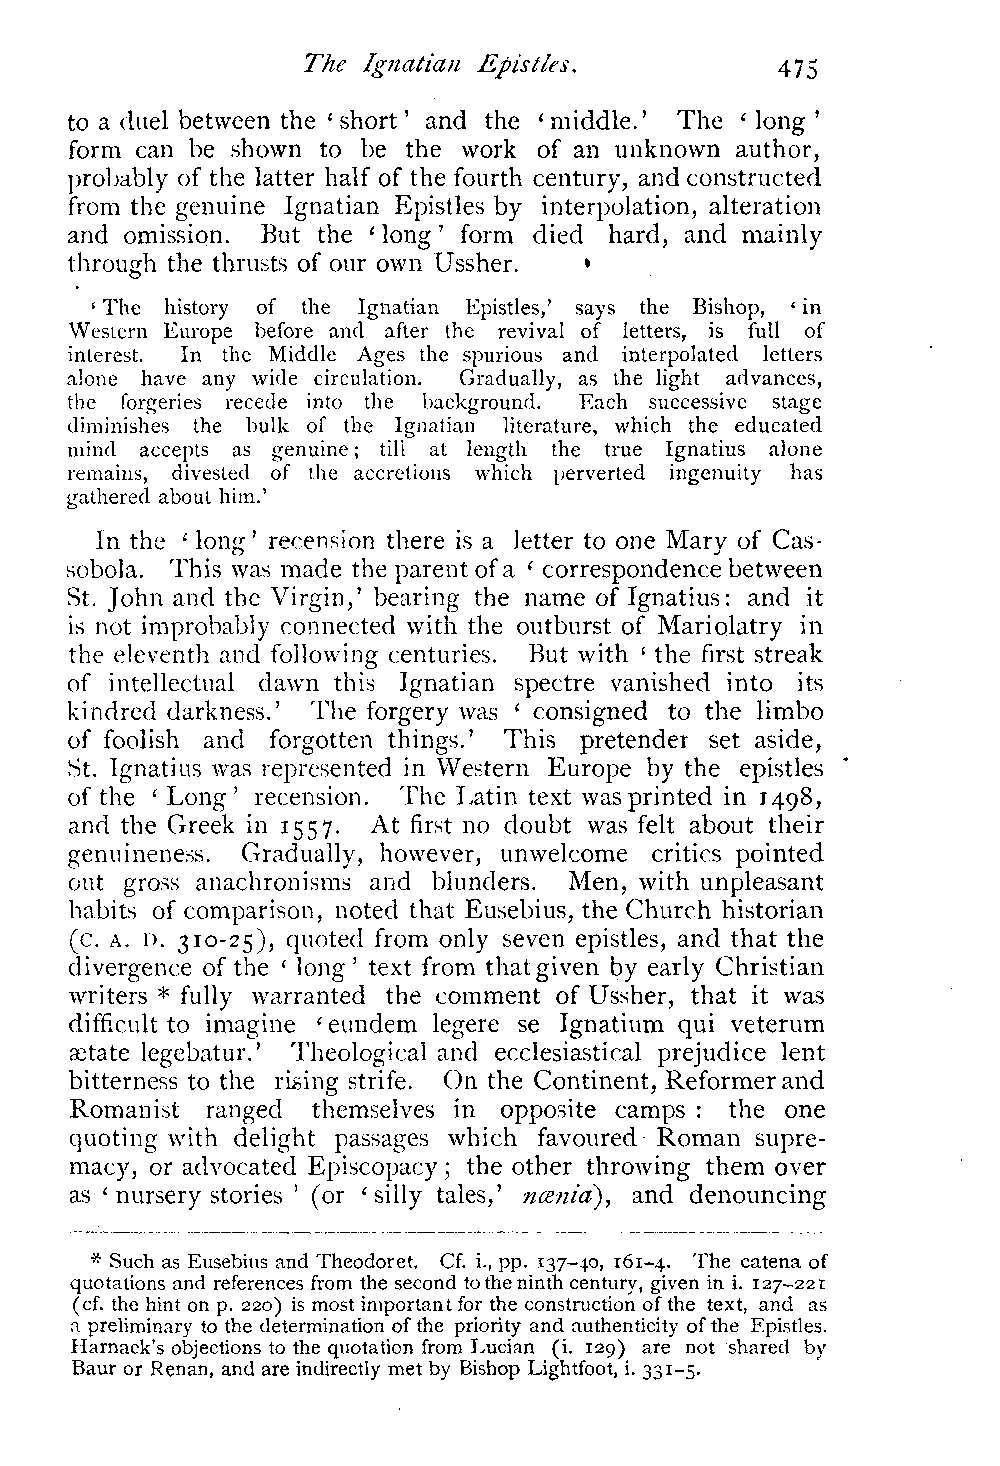 The Ignatian Epistles. 475
to a duel between the ‘ short ’ and the ‘ middle.’ The ‘ long ’
form can be shown to be the work of an unknown author,
probably of the latter half of the fourth century, and constructed
from the genuine Ignatian Epistles by interpolation, alteration
and omission. But the ‘ long ’ form died hard, and mainly
through the thrusts of our own Ussher.
‘ The history of the Ignatian Epistles,’ says the Bishop, ‘ in
Western Europe before and after the revival of letters, is full of
interest. In the Middle Ages the spurious and interpolated letters
alone have any wide circulation. Gradually, as the light advances,
the forgeries recede into the background. Each successive stage
diminishes the bulk of the Ignatian literature, which the educated
mind accepts as genuine ; till at length the true Ignatius alone
remains, divested of the accretions which perverted ingenuity has
gathered about him.’
In the ‘ long ’ recension there is a letter to one Mary of Cas-
sobola. This was made the parent of a ‘ correspondence between
St. John and the Virgin,’ bearing the name of Ignatius : and it
is not improbably connected with the outburst of Mariolatry in
the eleventh and following centuries. But with ‘ the first streak
of intellectual dawn this Ignatian spectre vanished into its
kindred darkness.’ The forgery was ‘ consigned to the limbo
of foolish and forgotten things.’ This pretender set aside,
St. Ignatius was represented in Western Europe by the epistles
of the ‘ Long ’ recension. The Latin text was printed in 1498,
and the Greek in 1557. At first no doubt was felt about their
genuineness. Gradually, however, unwelcome critics pointed
out gross anachronisms and blunders. Men, with unpleasant
habits of comparison, noted that Eusebius, the Church historian
(C. A. D. 310-25), quoted from only seven epistles, and that the
divergence of the ‘ long ’ text from that given by early Christian
writers * fully warranted the comment of Ussher, that it was
difficult to imagine ‘ eundem legere se Ignatium qui veterum
ætate legebatur.’ Theological and ecclesiastical prejudice lent
bitterness to the rising strife. On the Continent, Reformer and
Romanist ranged themselves in opposite camps : the one
quoting with delight passages which favoured Roman supre-
macy, or advocated Episcopacy ; the other throwing them over
as ‘ nursery stories ’ (or ‘ silly tales,’ nœnia), and denouncing
* Such as Eusebius and Theodoret. Cf. i., pp. 137-40, 161-4. The catena of
quotations and references from the second to the ninth century, given in i. 127-221
(cf. the hint on p. 220) is most important for the construction of the text, and as
a preliminary to the determination of the priority and authenticity of the Epistles.
Harnack's objections to the quotation from Lucian (i. 129) are not shared by
Baur or Renan, and are indirectly met by Bishop Lightfoot, i. 331-5.